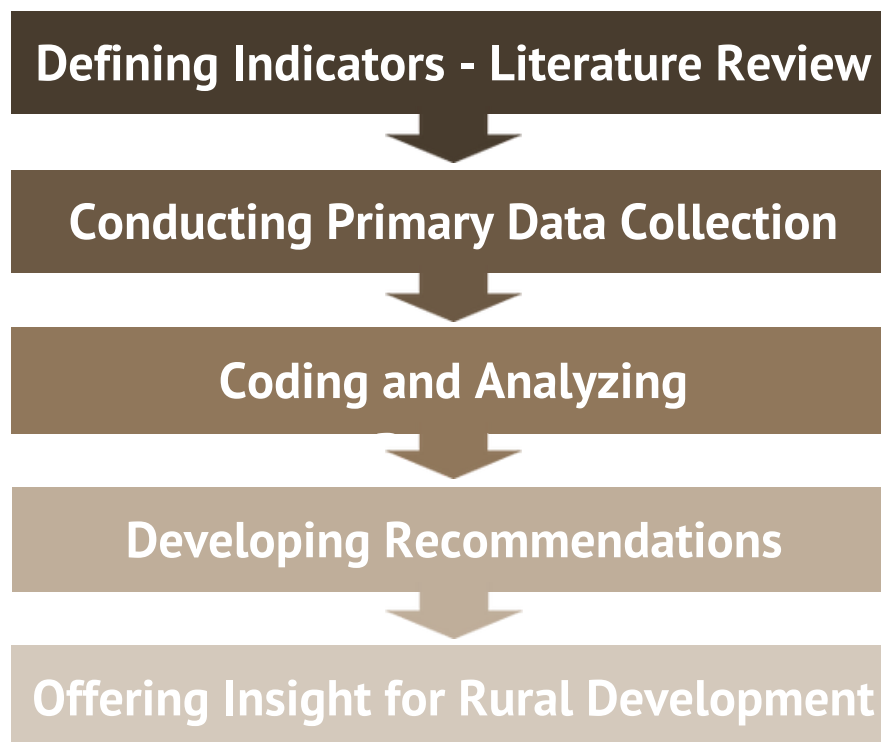 Defining Indicators - Literature Review
Conducting Primary Data Collection
Coding and Analyzing
Developing Recommendations
Offering Insight for Rural Development